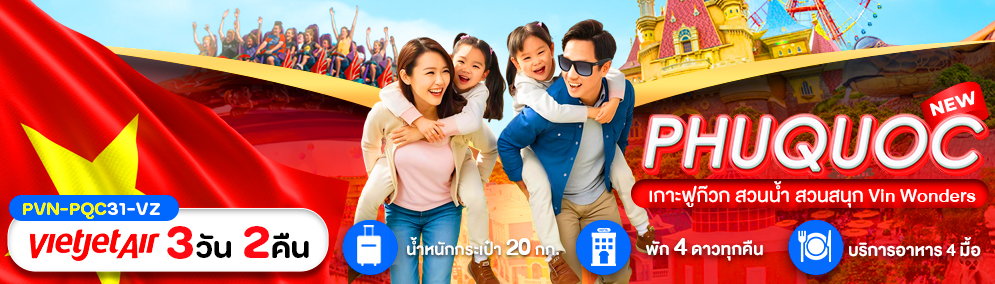 NEW
PHUQUOC
เกาะฟูก๊วก สวนน้ำ สวนสนุก Vin Wonders
PVN-PQC31-VZ
vietjetAir 3วัน 2คืน
น้ำหนักกระเป๋า 20 กก.
พัก 4 ดาวทุกคืน
บริการอาหาร 4 มื้อ